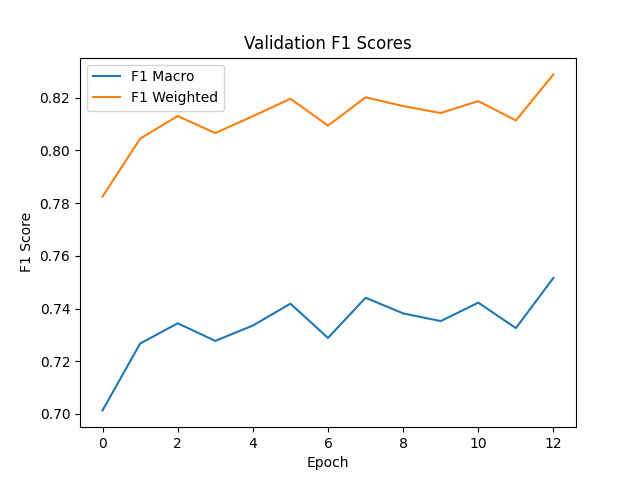 Validation F1 Scores
F1 Macro
F1 Weighted
0.82
0.80
0.78
0.76
0.74
0.72
0.70
F1 Score
0 2 4 6 8 10 12
Epoch